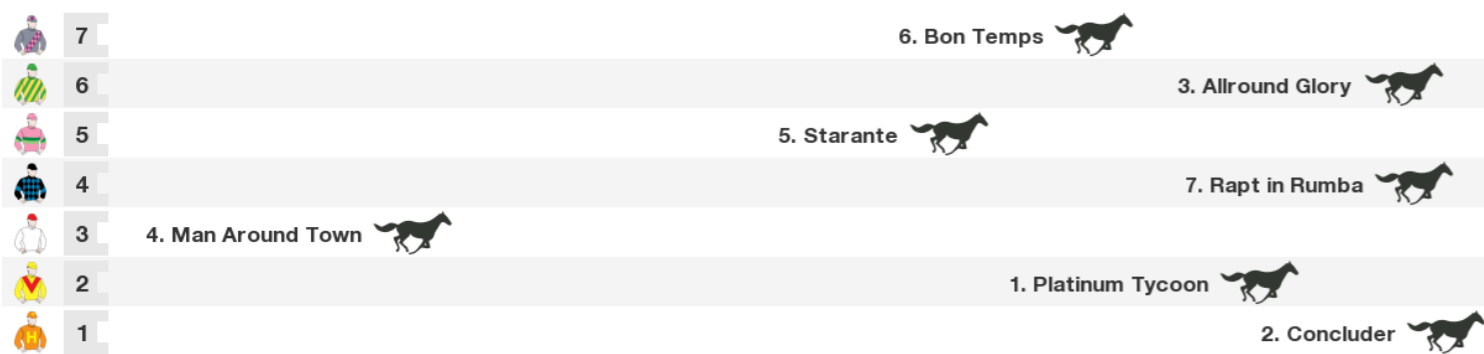 7 6. Bon Temps
6 3. Allround Glory
5 5. Starante
4 7. Rapt in Rumba
3 4. Man Around Town
2 1. Platinum Tycoon
H 1 2. Concluder